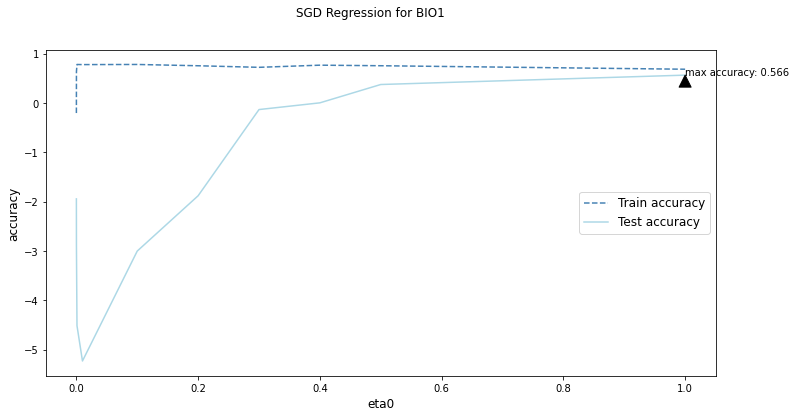 SGD Regression for BIO1
1
0
−1
−2
−3
−4
−5
accuracy
max accuracy: 0.566
Train accuracy
Test accuracy
0.0 0.2 0.4 0.6 0.8 1.0
eta0